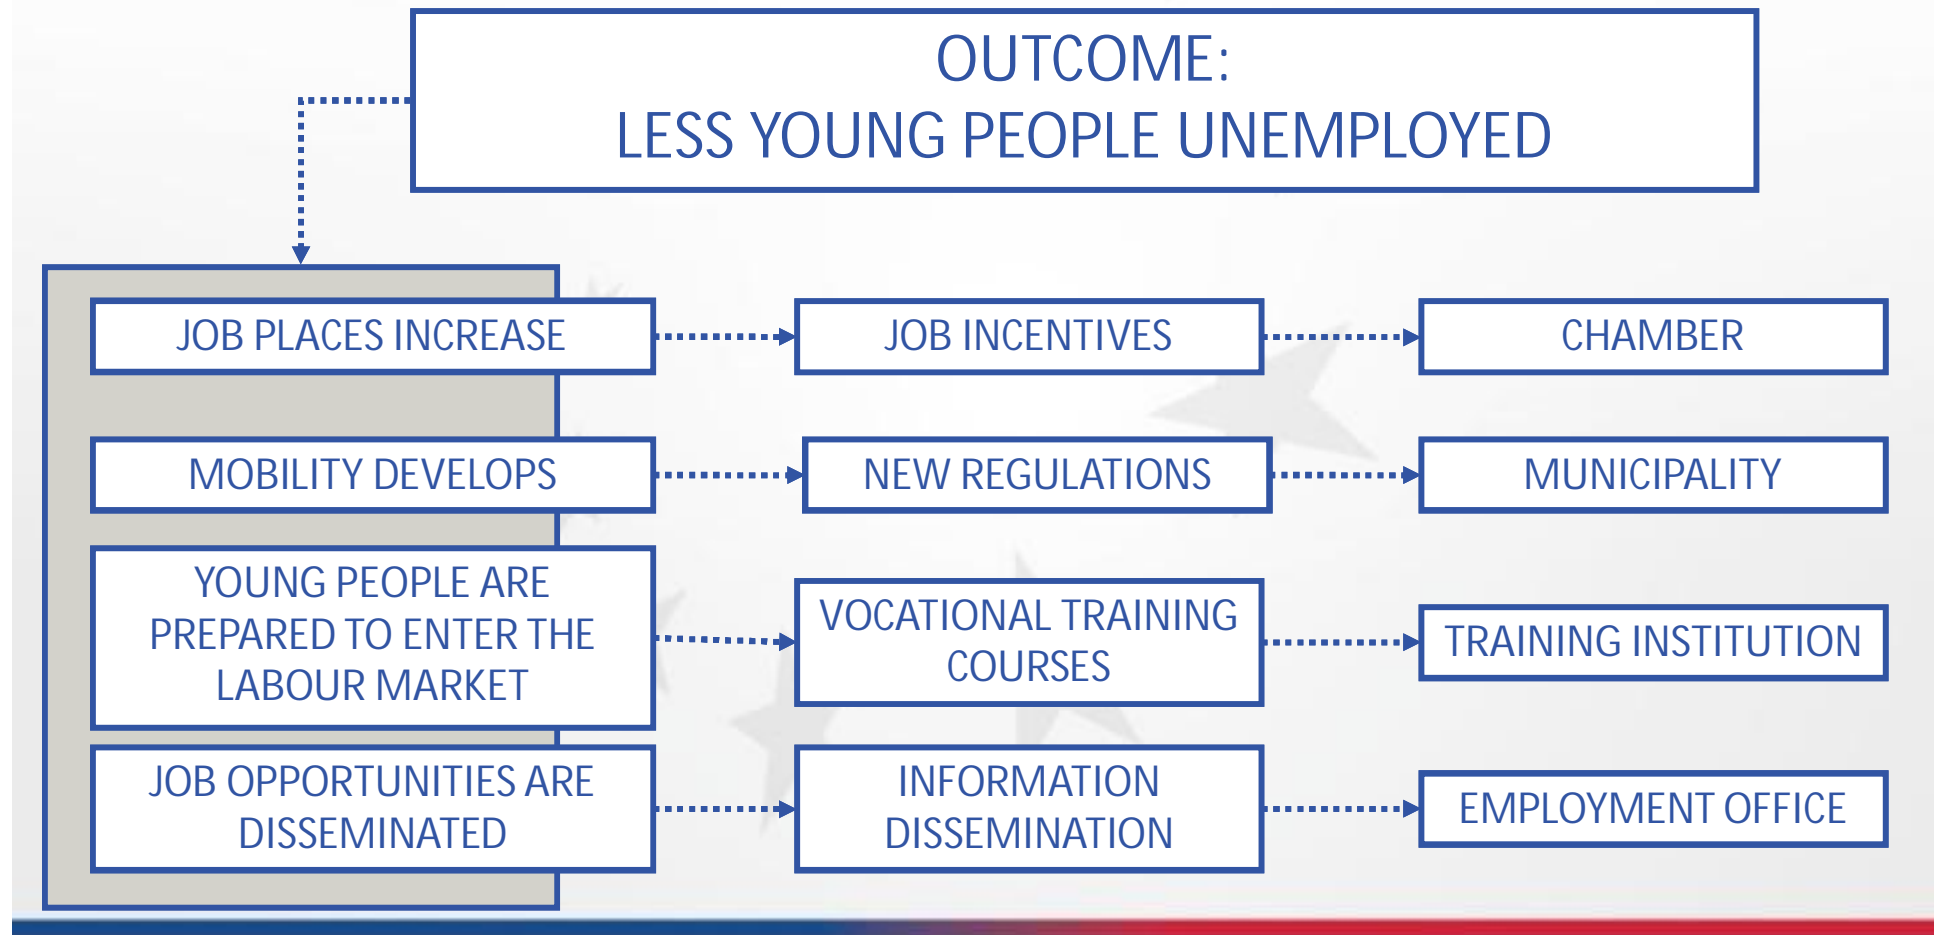 OUTCOME:
LESS YOUNG PEOPLE UNEMPLOYED
JOB PLACES INCREASE
JOB INCENTIVES
CHAMBER
MOBILITY DEVELOPS
NEW REGULATIONS
MUNICIPALITY
YOUNG PEOPLE ARE
PREPARED TO ENTER THE
LABOUR MARKET
VOCATIONAL TRAINING
COURSES
TRAINING INSTITUTION
JOB OPPORTUNITIES ARE
DISSEMINATED
INFORMATION
DISSEMINATION
EMPLOYMENT OFFICE